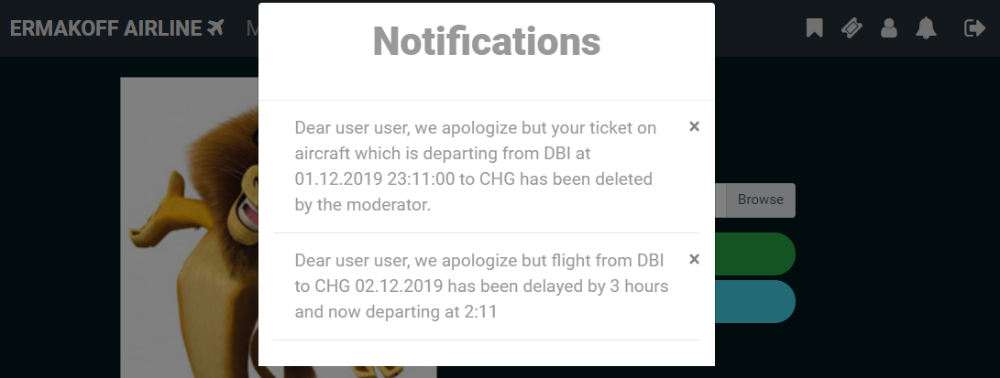 ERMAKOFF AIRLINE
M
Notifications
Dear user user, we apologize but your ticket on
aircraft which is departing from DBI at
01.12.2019 23:11:00 to CHG has been deleted
by the moderator.
×
Dear user user, we apologize but flight from DBI
to CHG 02.12.2019 has been delayed by 3 hours
and now departing at 2:11
×
Browse